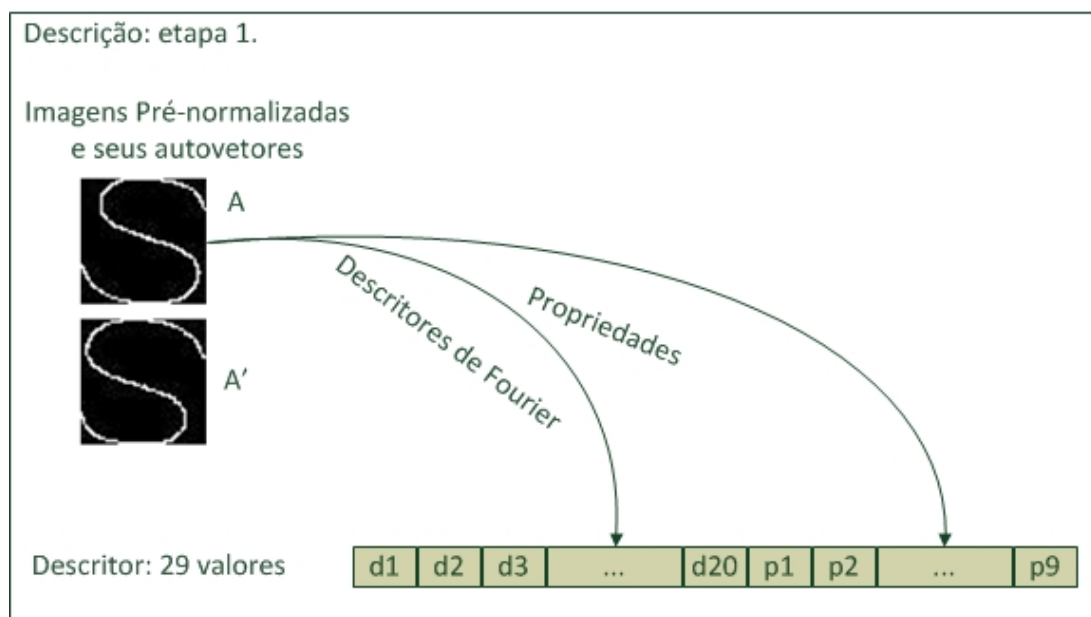 Descrição: etapa 1.
Imagens Pré-normalizadas
e seus autovetores
A
A’
Descritores de Fourier
Propriedades
Descritor: 29 valores
d1 d2 d3 ... d20 p1 p2 ... p9